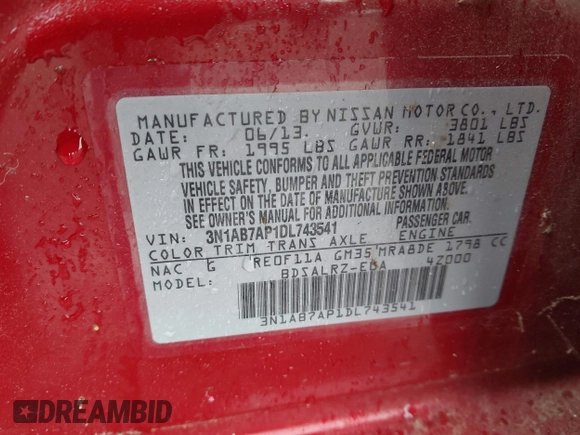 MANUFACTURED BY NISSAN MOTOR CO., LTD.
DATE: 06/13 GVWR: 3801 LBS
GAWR FR: 1995 LBS GAWR RR: 1841 LBS
THIS VEHICLE CONFORMS TO ALL APPLICABLE FEDERAL MOTOR
VEHICLE SAFETY, BUMPER AND THEFT PREVENTION STANDARDS
IN EFFECT ON THE DATE OF MANUFACTURE SHOWN ABOVE.
SEE OWNER'S MANUAL FOR ADDITIONAL INFORMATION.
VIN: 3N1AB7AP1DL743541 PASSENGER CAR.
COLOR TRIM TRANS AXLE ENGINE
NAC G RE0F11A GM35 MRA8DE 1798 CC
MODEL: BDSALRZ-EDA 4Z000
3N1AB7AP1DL743541
DREAMBID